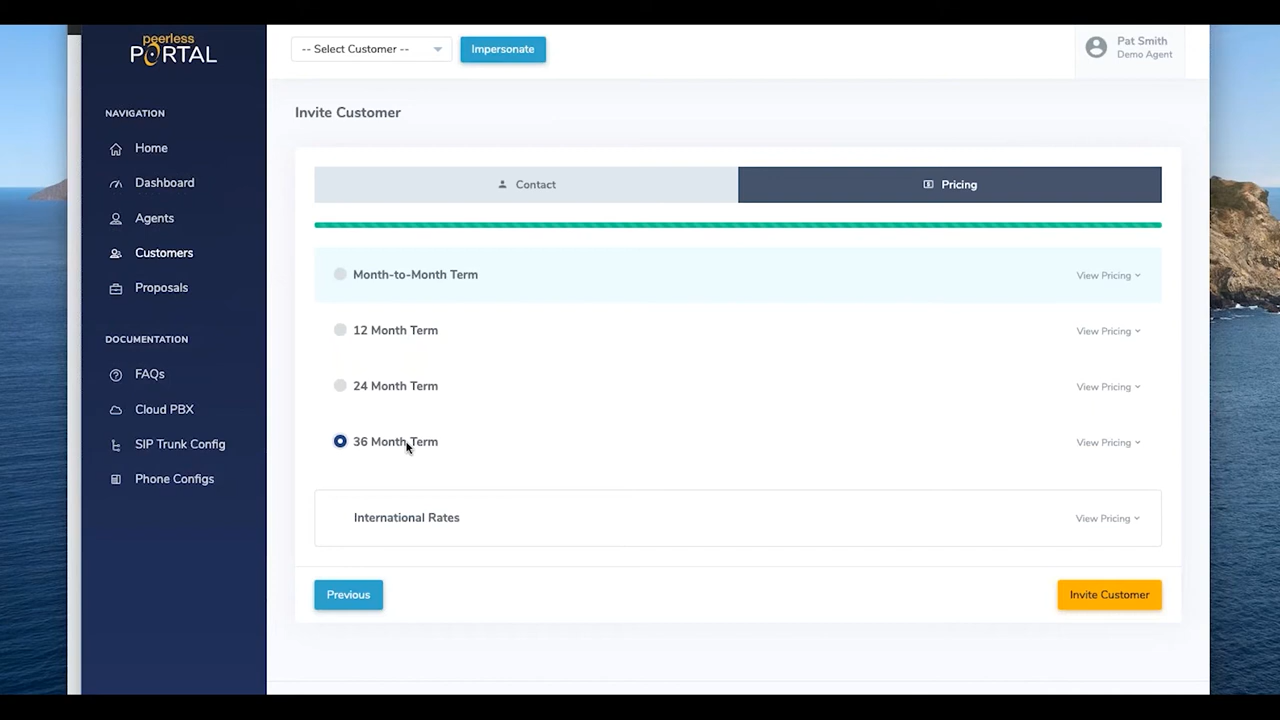 peerless
PORTAL
-- Select Customer --
Impersonate
Pat Smith
Demo Agent
NAVIGATION
Home
Dashboard
Agents
Customers
Proposals
DOCUMENTATION
FAQs
Cloud PBX
SIP Trunk Config
Phone Configs
Invite Customer
Contact
Pricing
Month-to-Month Term
View Pricing
12 Month Term
View Pricing
24 Month Term
View Pricing
36 Month Term
View Pricing
International Rates
View Pricing
Previous
Invite Customer